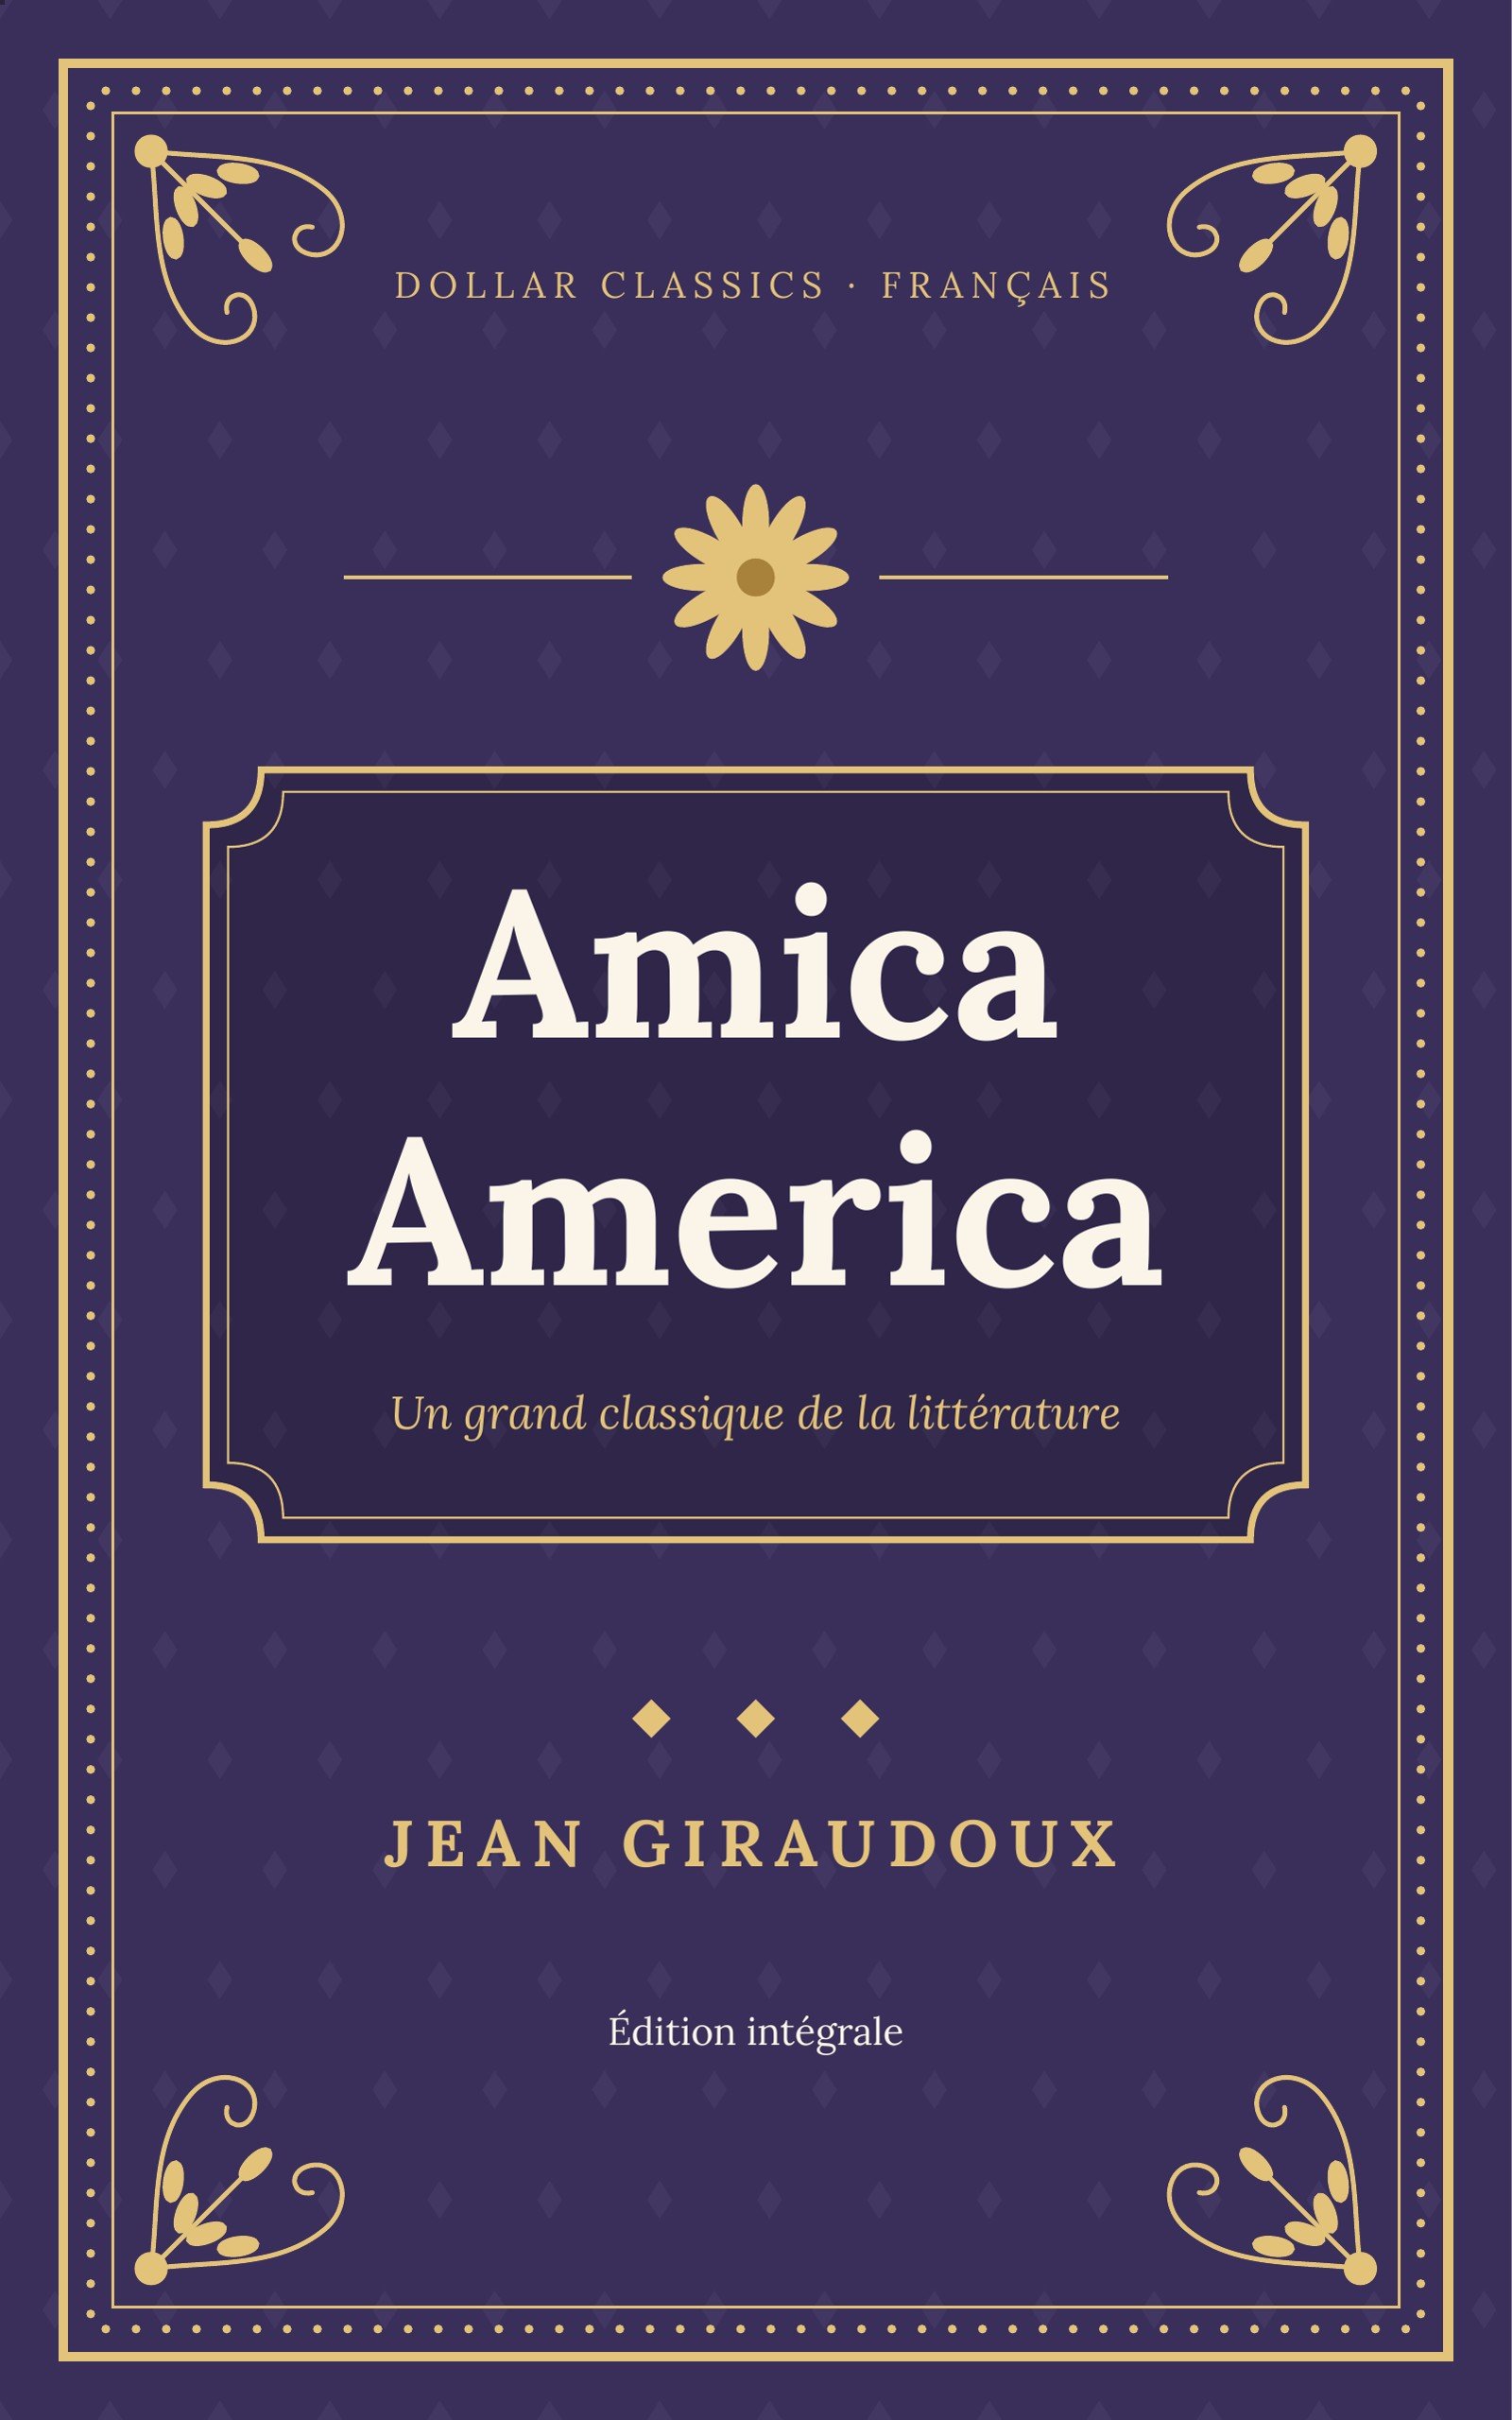 DOLLAR CLASSICS · FRANÇAIS
Amica
America
Un grand classique de la littérature
JEAN GIRAUDOUX
Édition intégrale